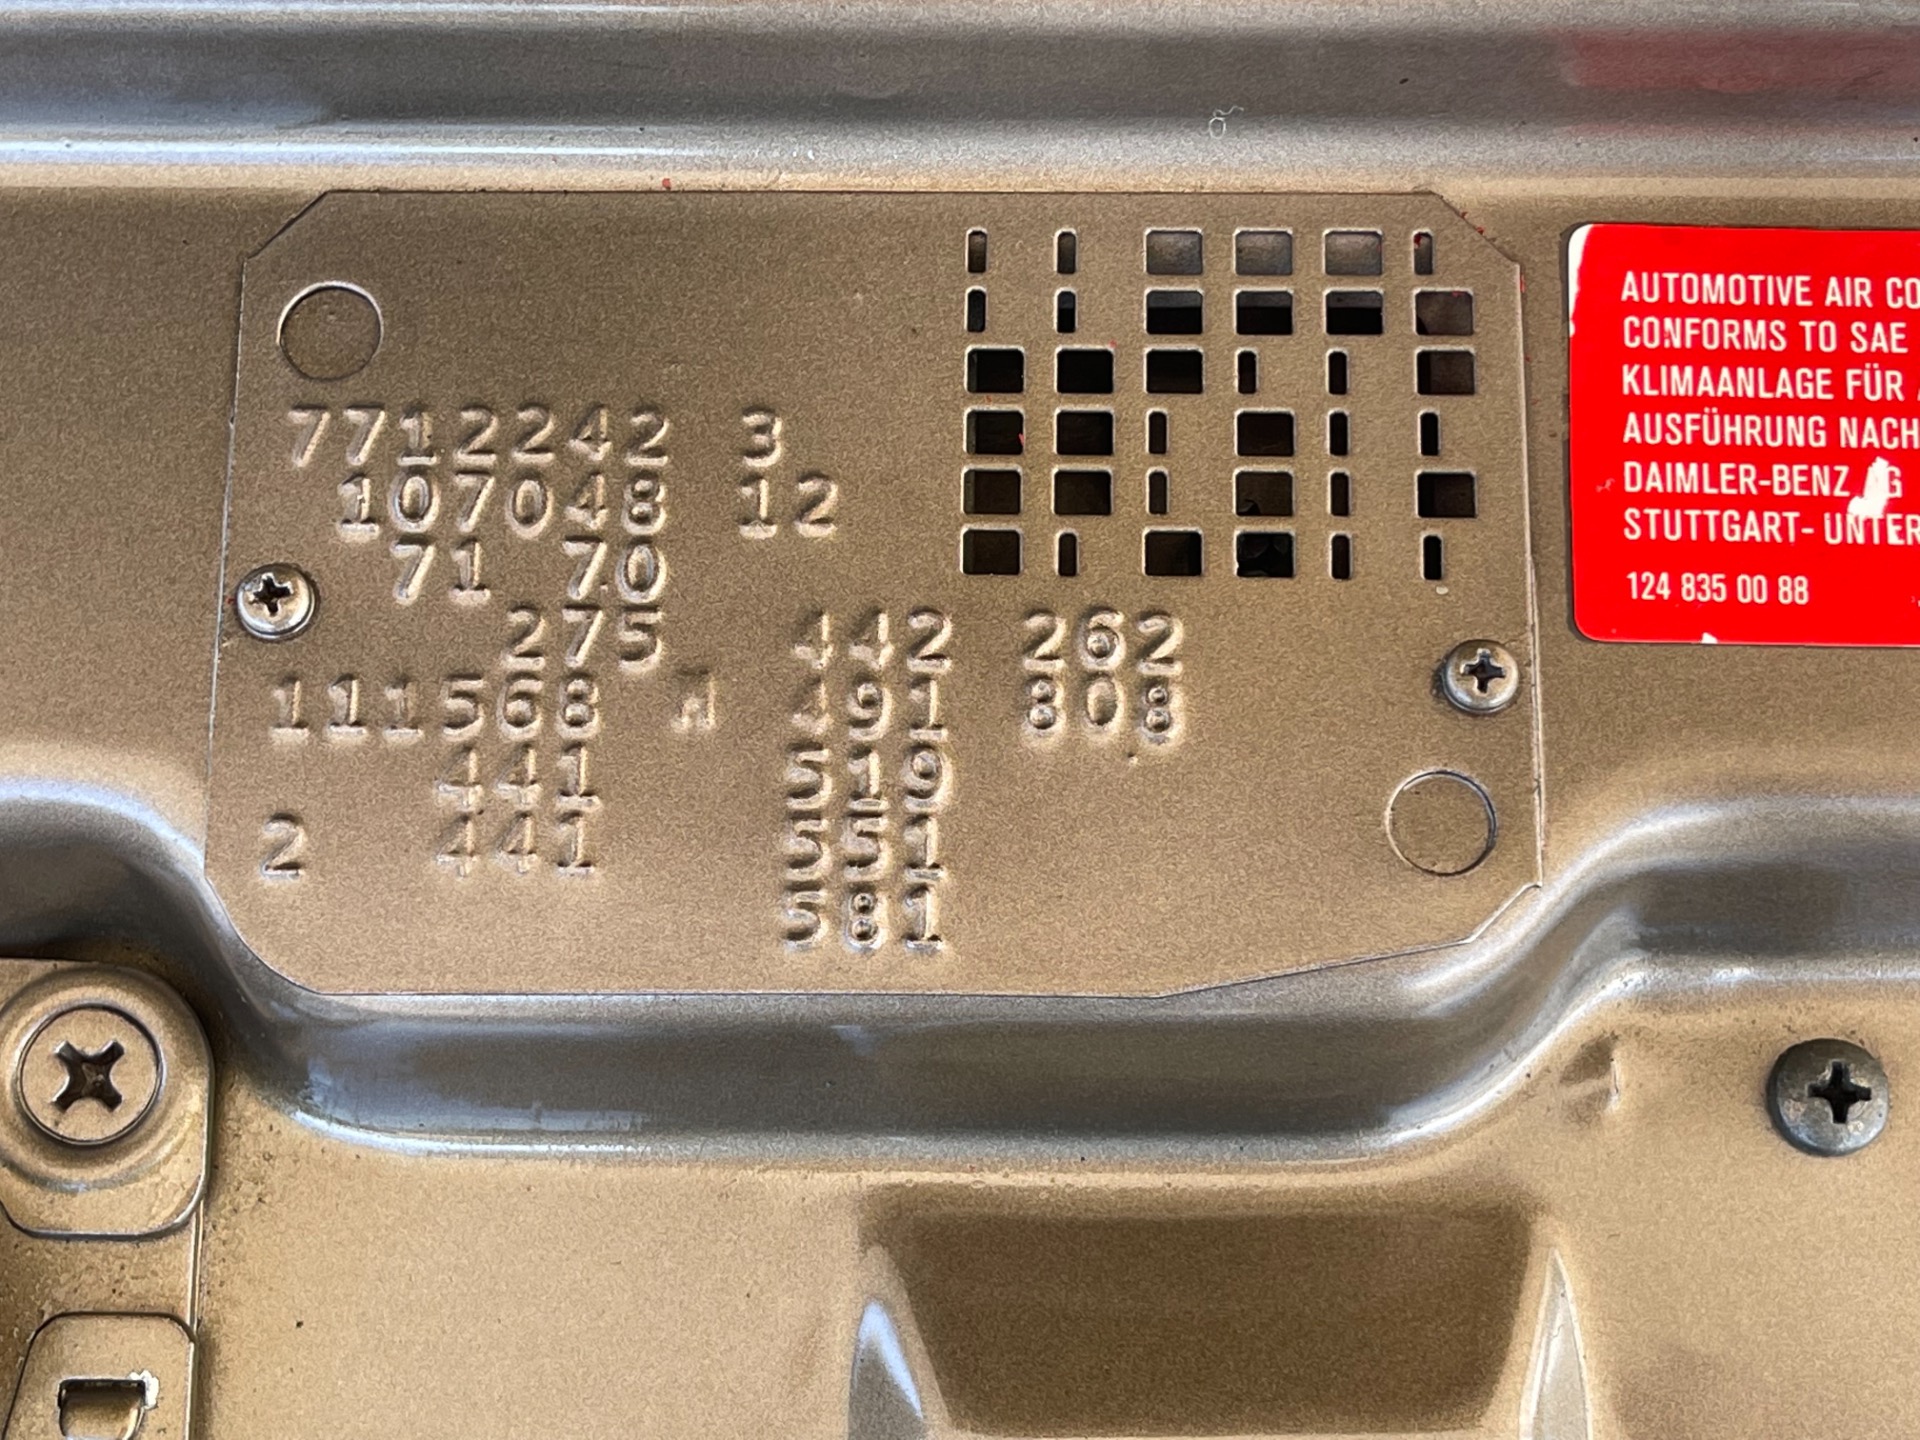 7712242 3
107048 12
71 70
275 442 262
111568 A 491 808
441 519
2 441 551
581
AUTOMOTIVE AIR CO
CONFORMS TO SAE
KLIMAANLAGE FÜR
AUSFÜHRUNG NACH
DAIMLER-BENZ G
STUTTGART- UNTER
124 835 00 88